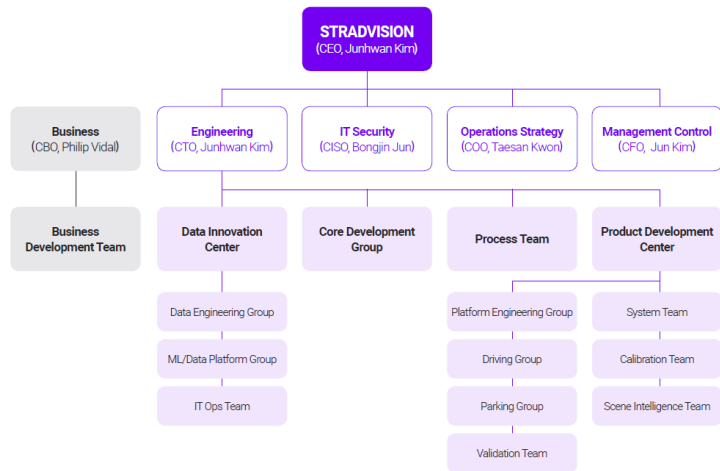 STRADVISION
(CEO, Junhwan Kim)
Business
(CBO, Philip Vidal)
Engineering
(CTO, Junhwan Kim)
IT Security
(CISO, Bongjin Jun)
Operations Strategy
(COO, Taesan Kwon)
Management Control
(CFO, Jun Kim)
Business
Development Team
Data Innovation
Center
Core Development
Group
Process Team
Product Development
Center
Data Engineering Group
ML/Data Platform Group
IT Ops Team
Platform Engineering Group
Driving Group
Parking Group
Validation Team
System Team
Calibration Team
Scene Intelligence Team